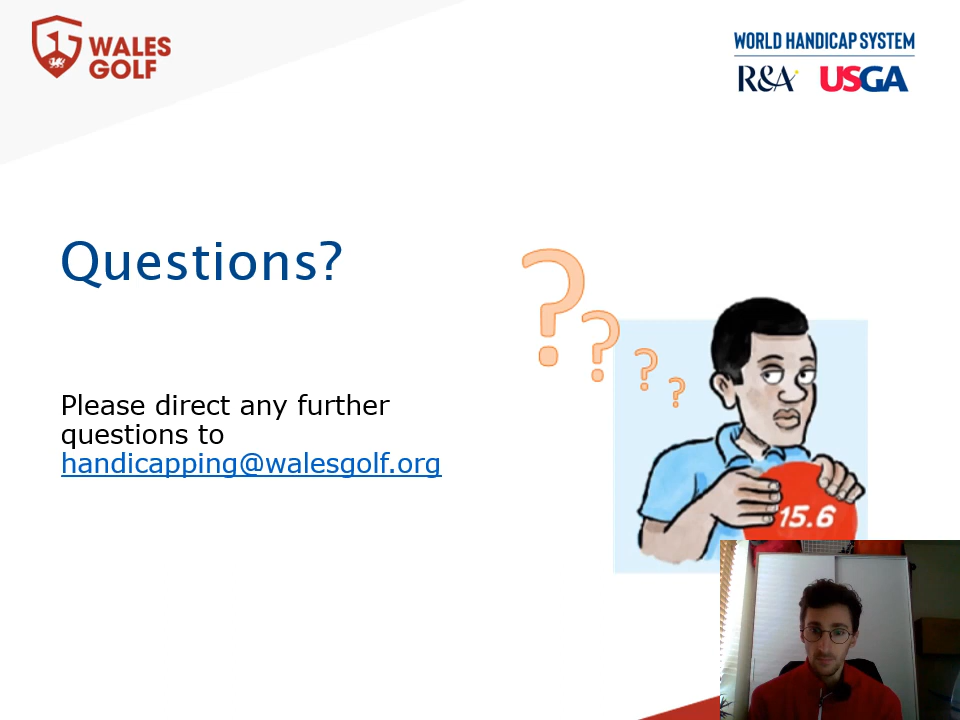 WALES
GOLF
WORLD HANDICAP SYSTEM
R&A USGA
Questions?
? ? ? ?
Please direct any further
questions to
handicapping@walesgolf.org
15.6